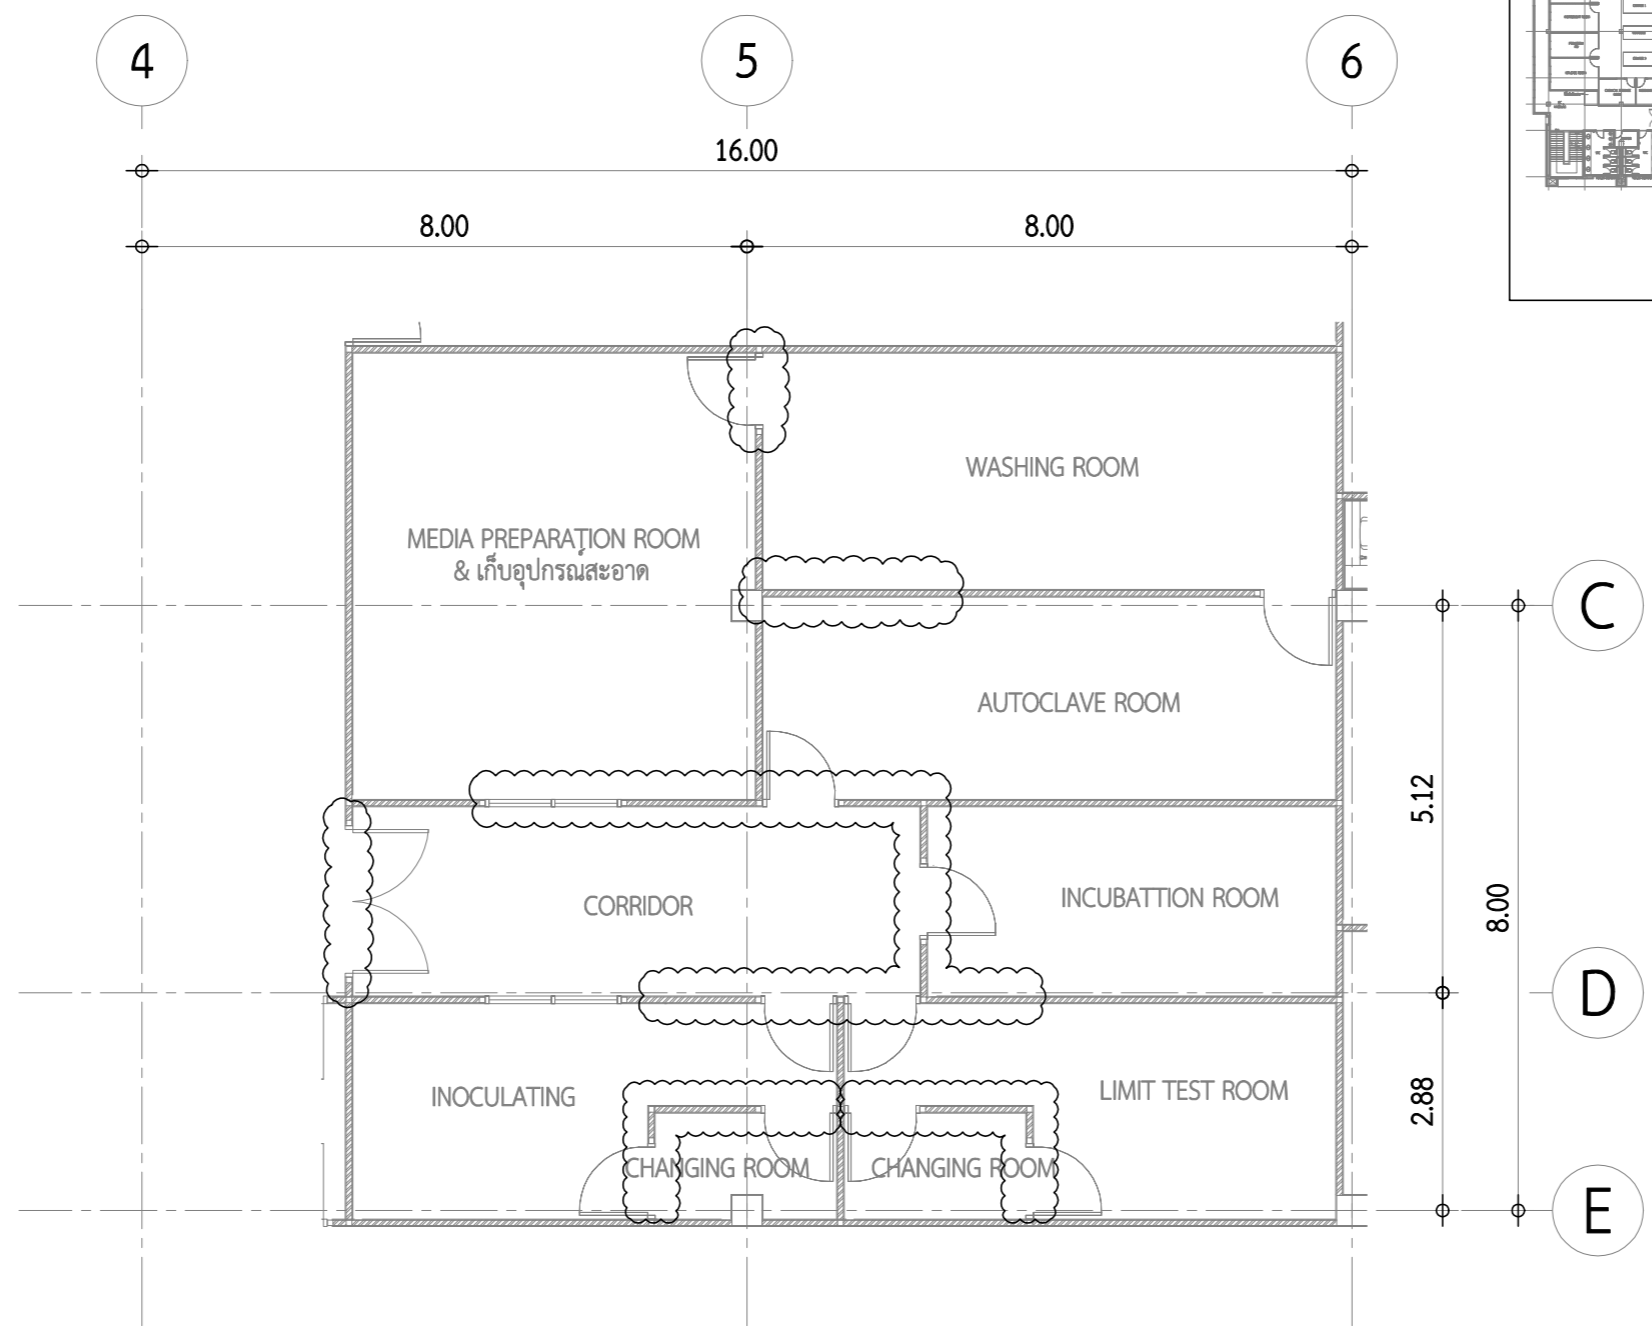 4
5
6
16.00
8.00
8.00
WASHING ROOM
MEDIA PREPARATION ROOM
& เก็บอุปกรณ์สะอาด
C
AUTOCLAVE ROOM
5.12
8.00
INCUBATTION ROOM
CORRIDOR
D
INOCULATING
LIMIT TEST ROOM
2.88
CHANGING ROOM
CHANGING ROOM
E